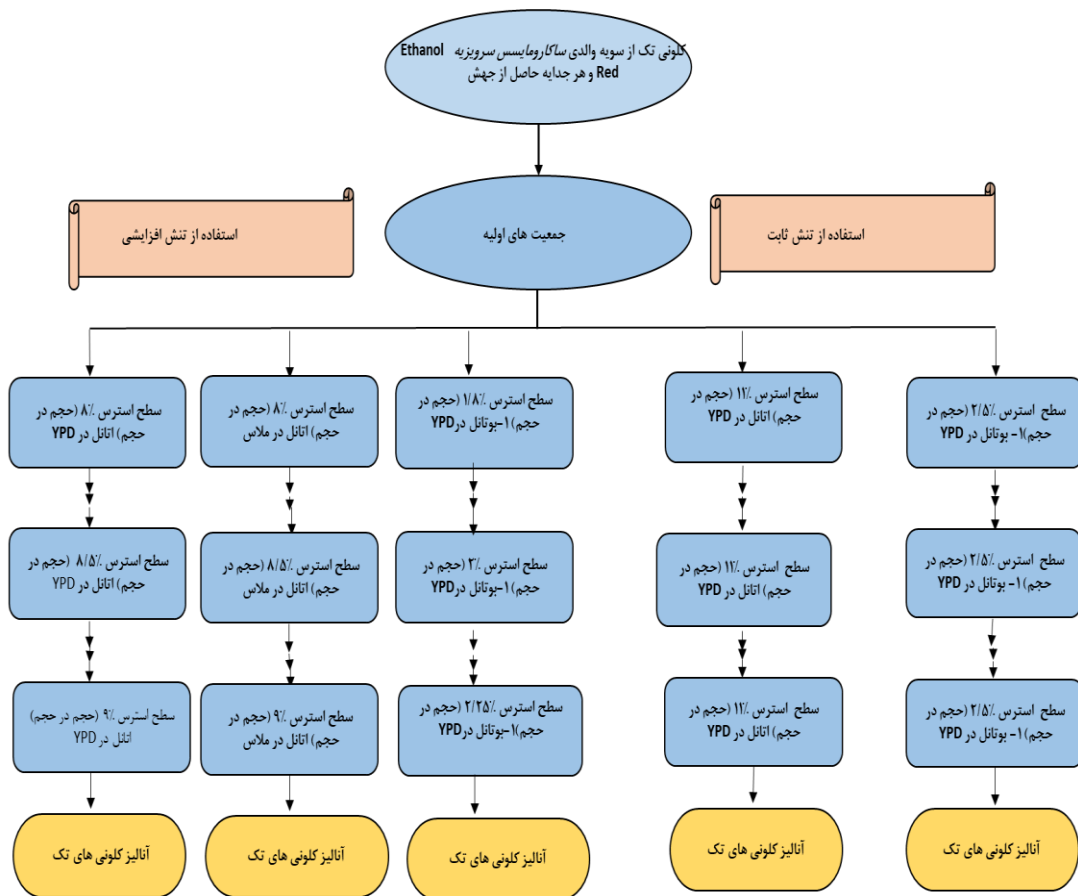 کلونی تک از سویه والدی ساکارومایسس سرویزیه Ethanol
Red و هر جدایه حاصل از جهش
استفاده از تنش ثابت
جمعیت های اولیه
استفاده از تنش افزایشی
سطح استرس ۲/۵٪ (حجم در
حجم)۱- بوتانل در YPD
سطح استرس ۱۱٪ (حجم در
حجم) اتانل در YPD
سطح استرس ۱/۸٪ (حجم در
حجم)۱-بوتانل درYPD
سطح استرس ۸٪ (حجم در
حجم) اتانل در ملاس
سطح استرس ۸٪ (حجم در
حجم) اتانل در YPD
سطح استرس ۲/۵٪ (حجم در
حجم)۱- بوتانل در YPD
سطح استرس ۱۱٪ (حجم در
حجم) اتانل در YPD
سطح استرس ۳٪ (حجم در
حجم)۱-بوتانل درYPD
سطح استرس ۸/۵٪ (حجم در
حجم) اتانل در ملاس
سطح استرس ۸/۵٪ (حجم در
حجم) اتانل در YPD
سطح استرس ۲/۵٪ (حجم در
حجم)۱- بوتانل در YPD
سطح استرس ۱۱٪ (حجم در
حجم) اتانل در YPD
سطح استرس ۲/۲۵٪ (حجم در
حجم)۱-بوتانل درYPD
سطح استرس ۹٪ (حجم در
حجم) اتانل در ملاس
سطح استرس ۹٪ (حجم در حجم)
اتانل در YPD
آنالیز کلونی های تک
آنالیز کلونی های تک
آنالیز کلونی های تک
آنالیز کلونی های تک
آنالیز کلونی های تک